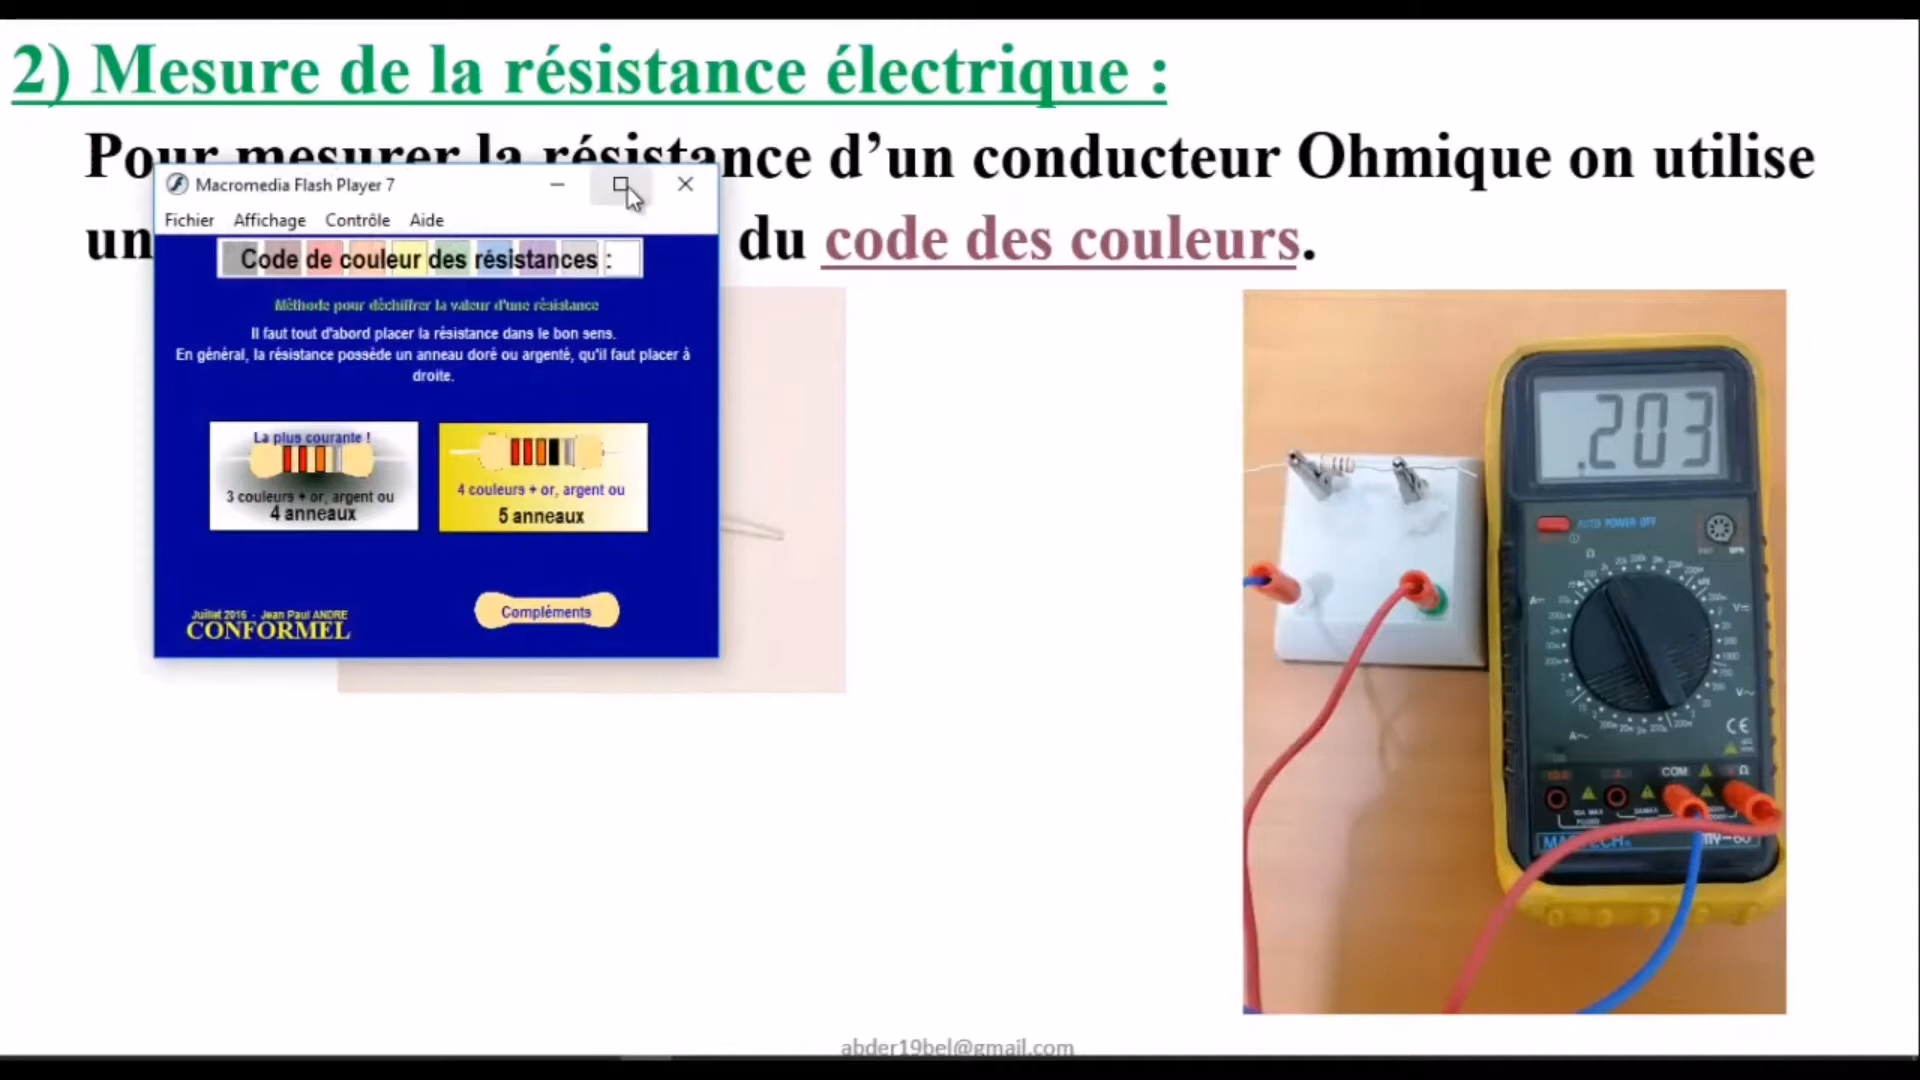 2) Mesure de la résistance électrique :
Pour mesurer la résistance d’un conducteur Ohmique on utilise
un du code des couleurs.
Macromedia Flash Player 7
Fichier Affichage Contrôle Aide
Code de couleur des résistances :
Méthode pour déchiffrer la valeur d'une résistance
Il faut tout d'abord placer la résistance dans le bon sens.
En général, la résistance possède un anneau doré ou argenté, qu'il faut placer à
droite.
La plus courante !
3 couleurs + or, argent ou
4 anneaux
4 couleurs + or, argent ou
5 anneaux
Juillet 2016 - Jean Paul ANDRE
CONFORMEL
Compléments
.203
AUTO POWER OFF
COM
abder19bel@gmail.com